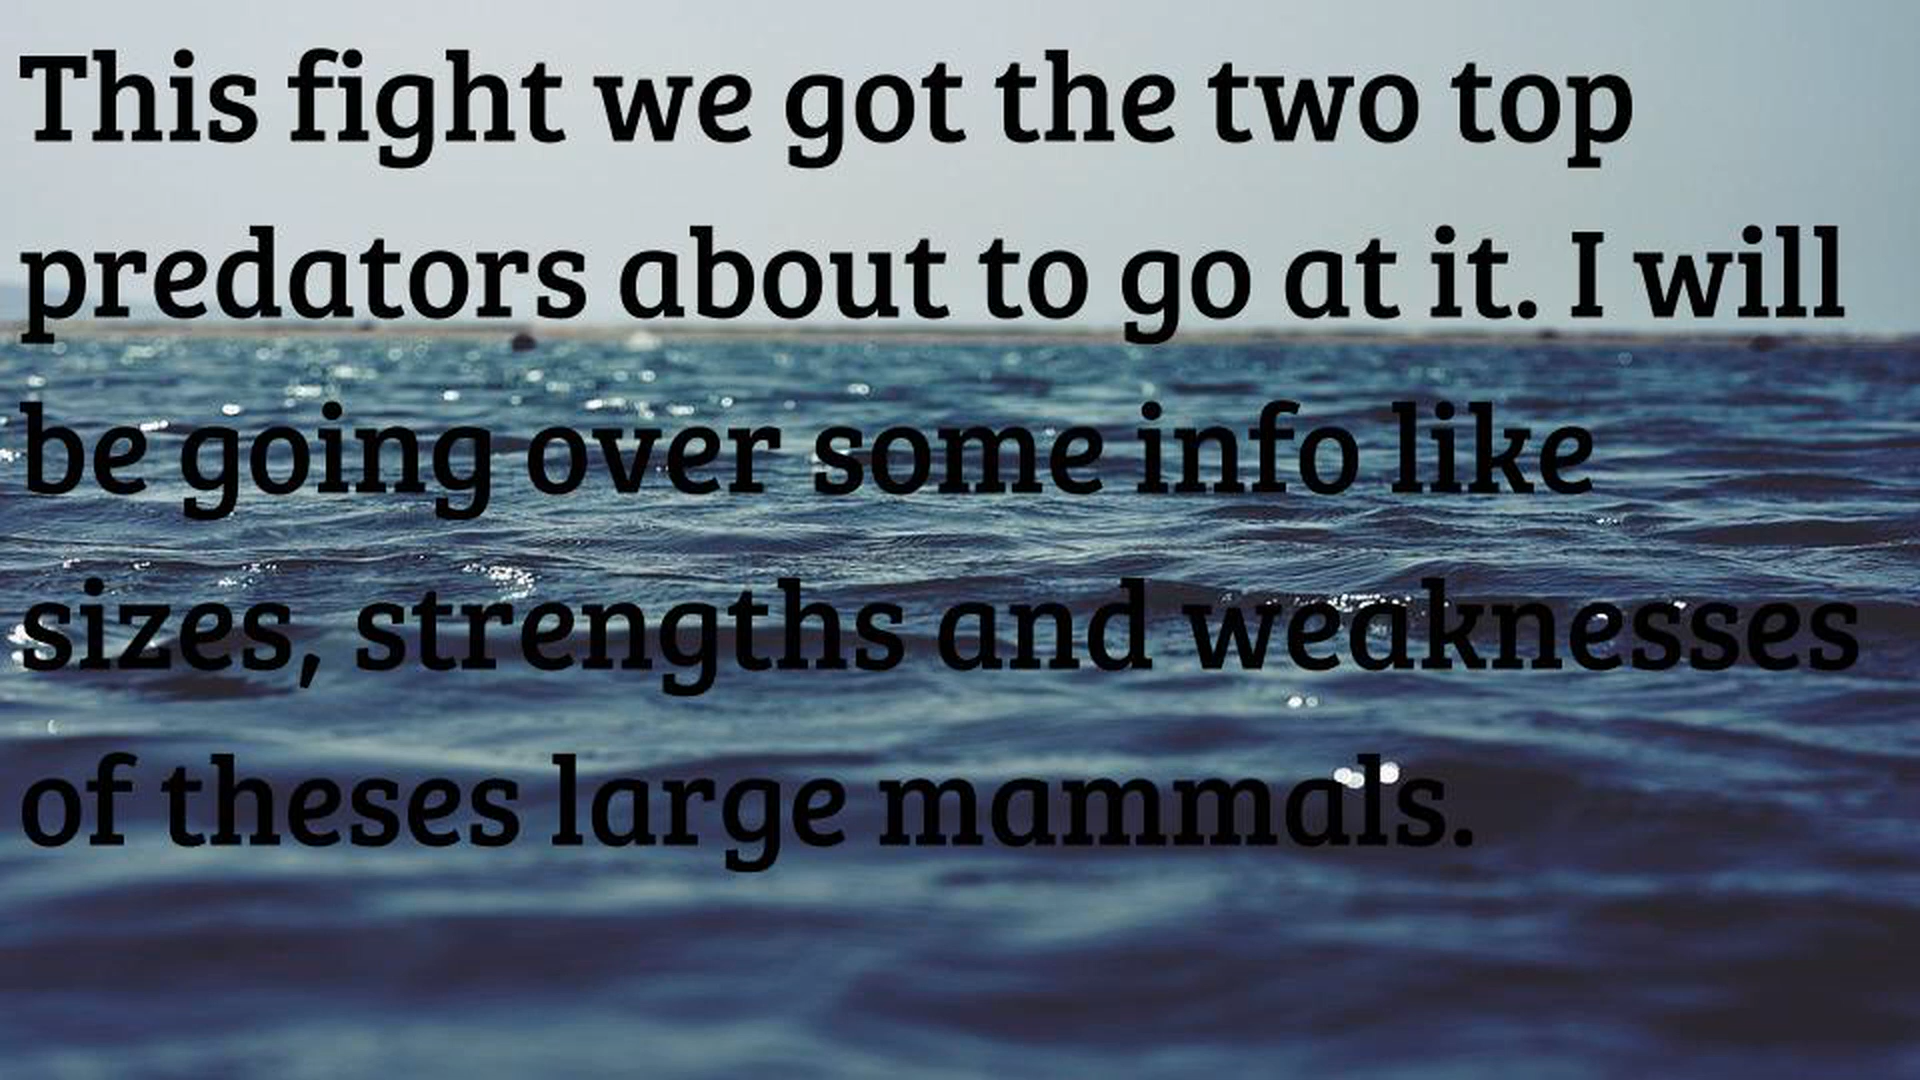 This fight we got the two top
predators about to go at it. I will
be going over some info like
sizes, strengths and weaknesses
of theses large mammals.